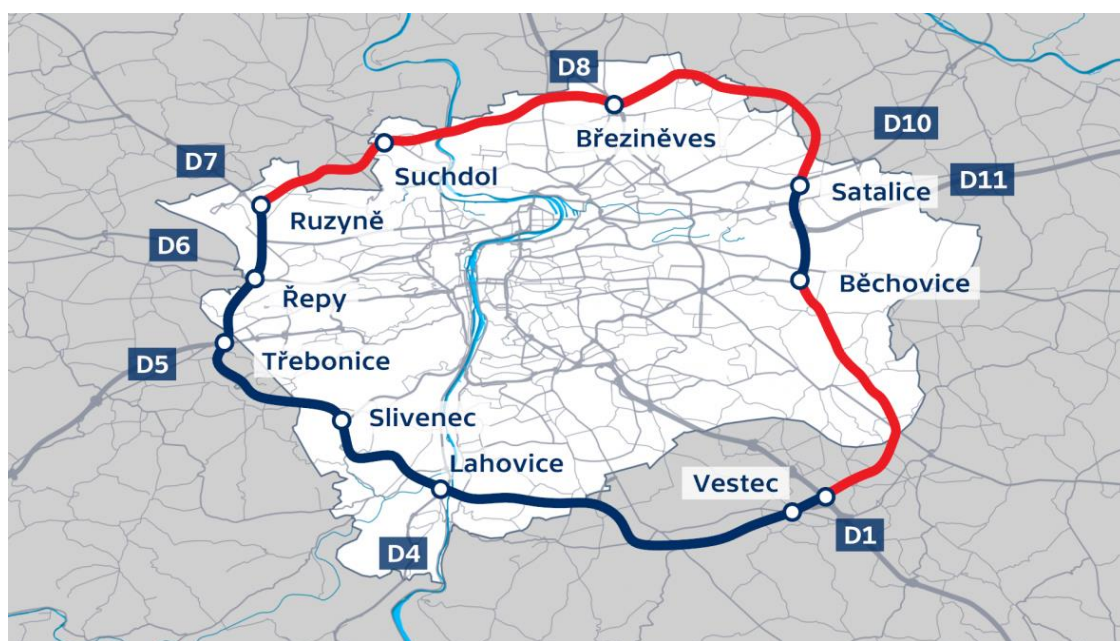 D8
D10
Březiněves
D7
Suchdol
D11
Satalice
Ruzyně
D6
Běchovice
Řepy
D5
Třebonice
Slivenec
Lahovice
Vestec
D1
D4